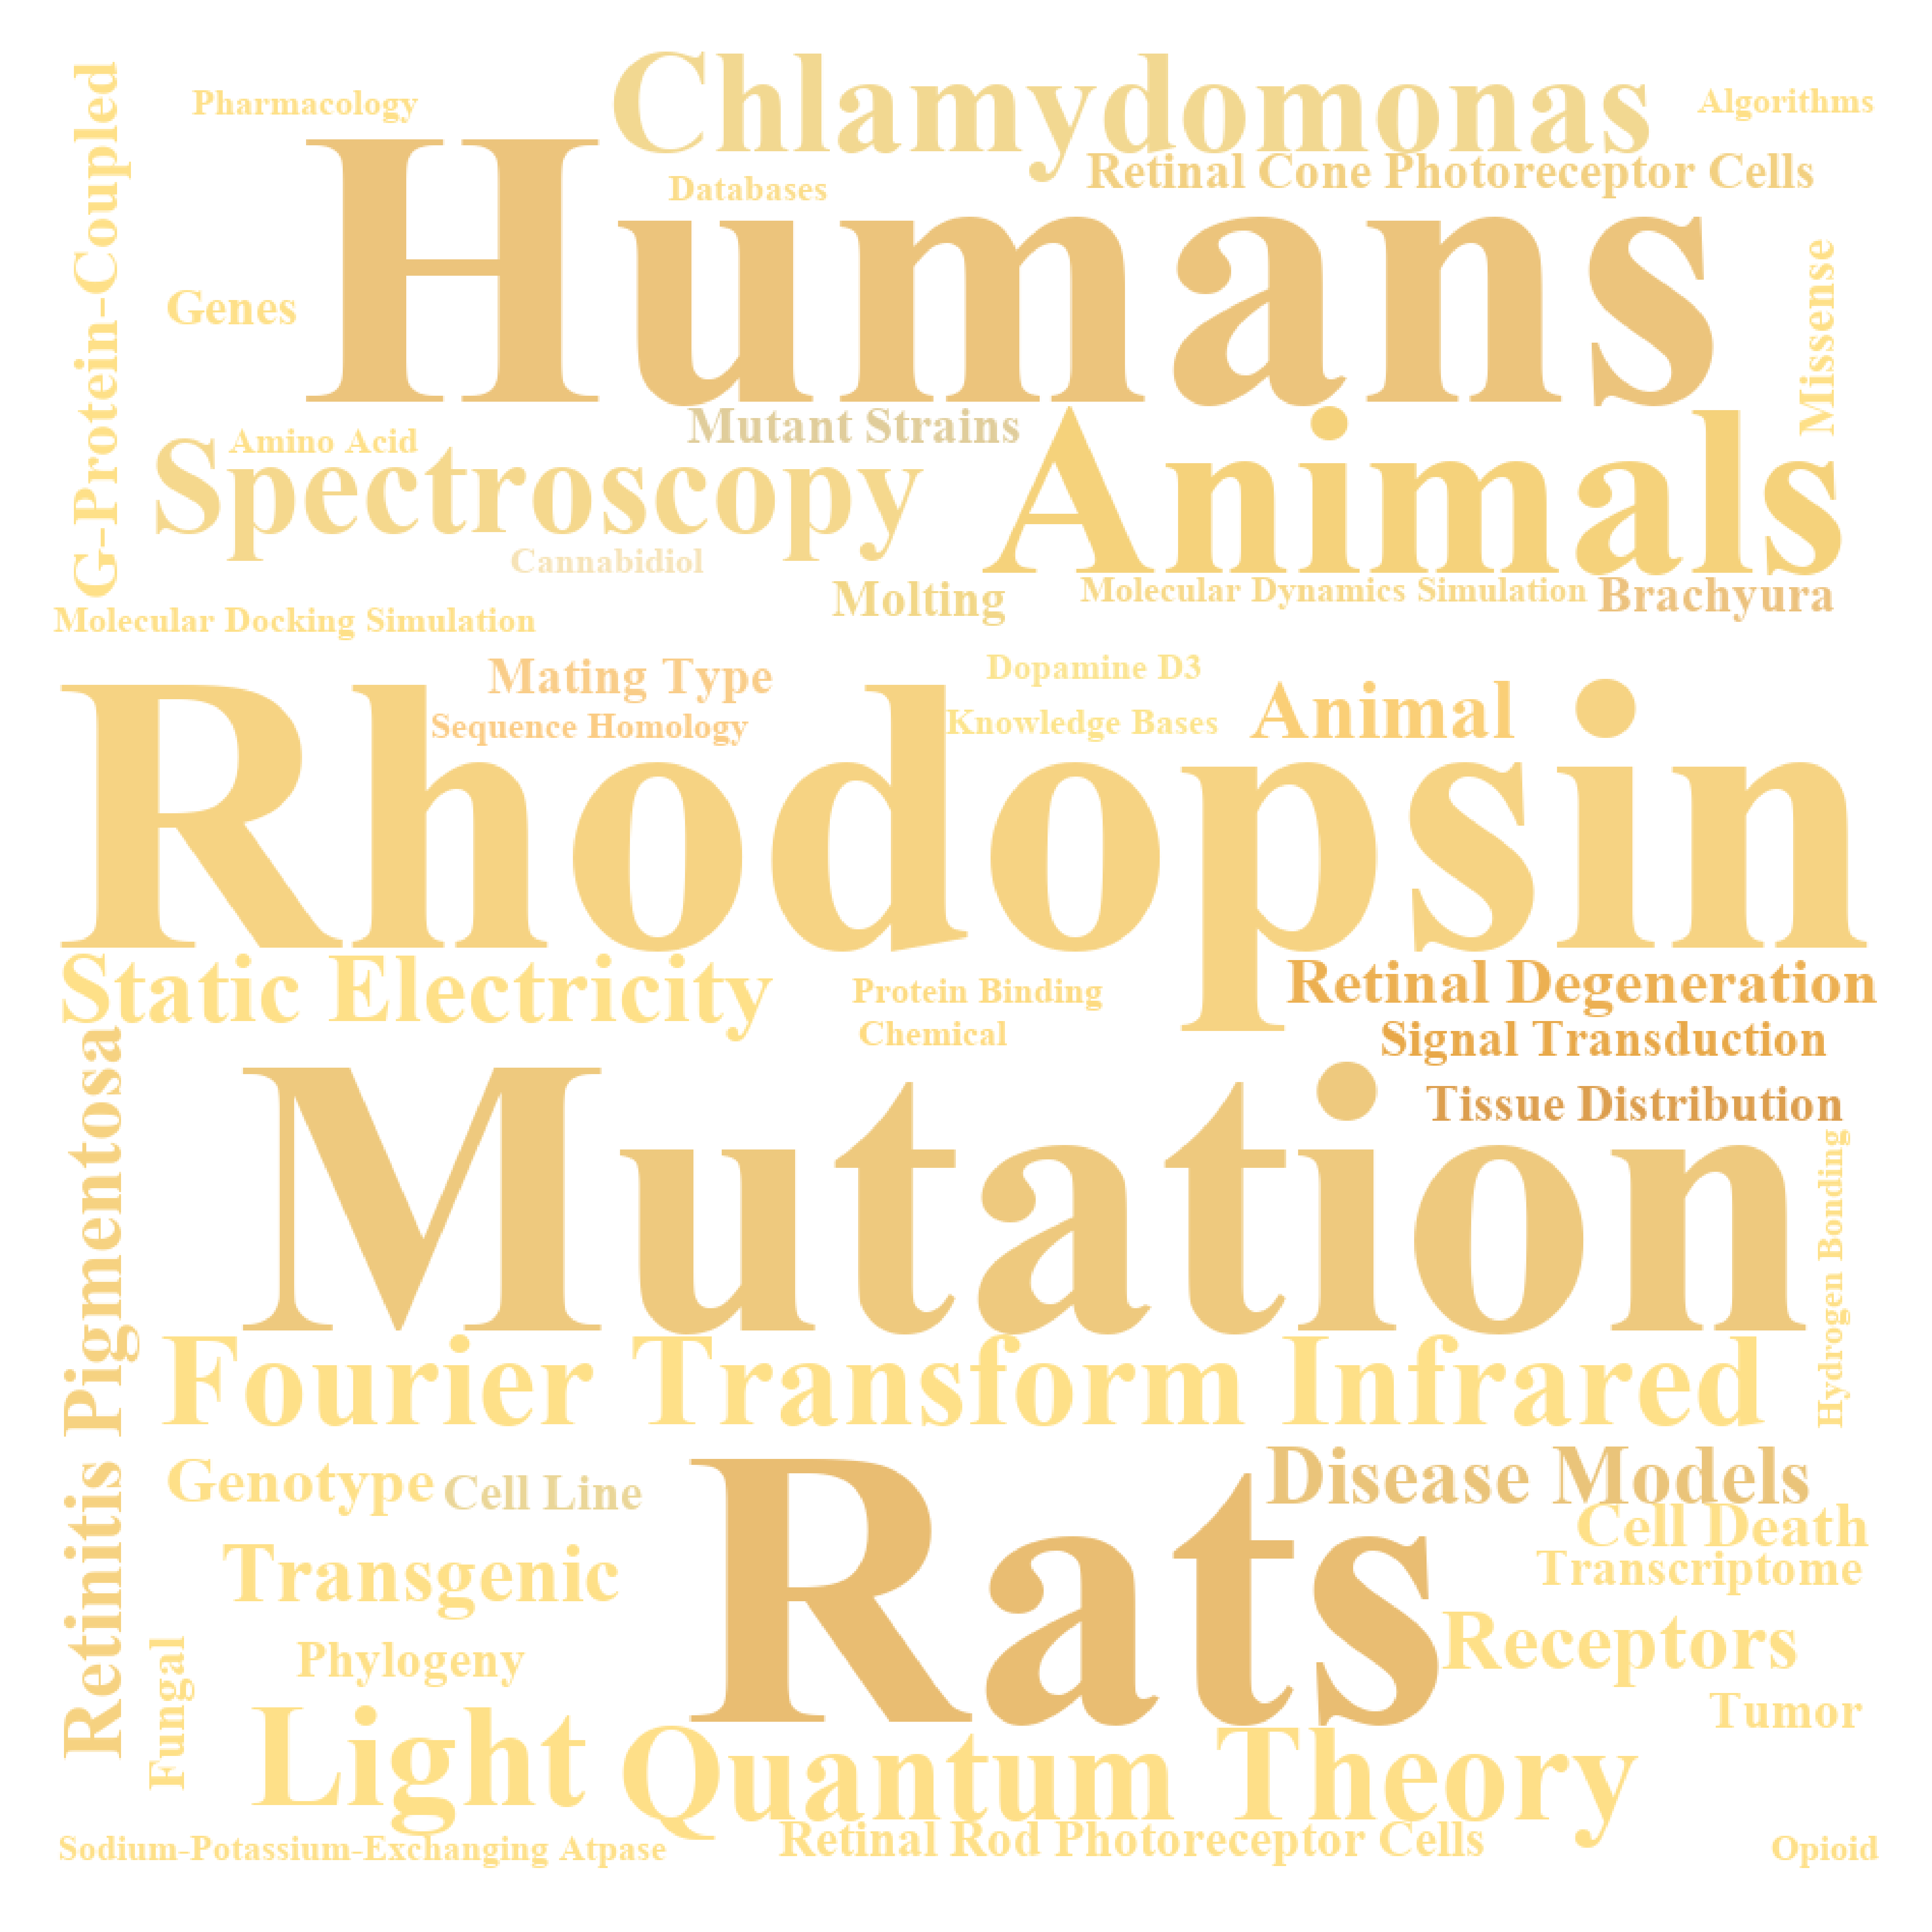 Chlamydomonas
Pharmacology
Algorithms
G-Protein-Coupled
Humans
Databases
Retinal Cone Photoreceptor Cells
Genes
Missense
Mutant Strains
Amino Acid
Spectroscopy
Animals
Cannabidiol
Molting
Molecular Dynamics Simulation
Brachyura
Molecular Docking Simulation
Mating Type
Dopamine D3
Sequence Homology
Knowledge Bases
Animal
Rhodopsin
Static Electricity
Protein Binding
Chemical
Retinal Degeneration
Signal Transduction
Tissue Distribution
Retinitis Pigmentosa
Mutation
Hydrogen Bonding
Fourier Transform Infrared
Genotype
Cell Line
Rats
Disease Models
Cell Death
Transcriptome
Transgenic
Receptors
Phylogeny
Fungal
Tumor
Light
Quantum Theory
Sodium-Potassium-Exchanging Atpase
Retinal Rod Photoreceptor Cells
Opioid